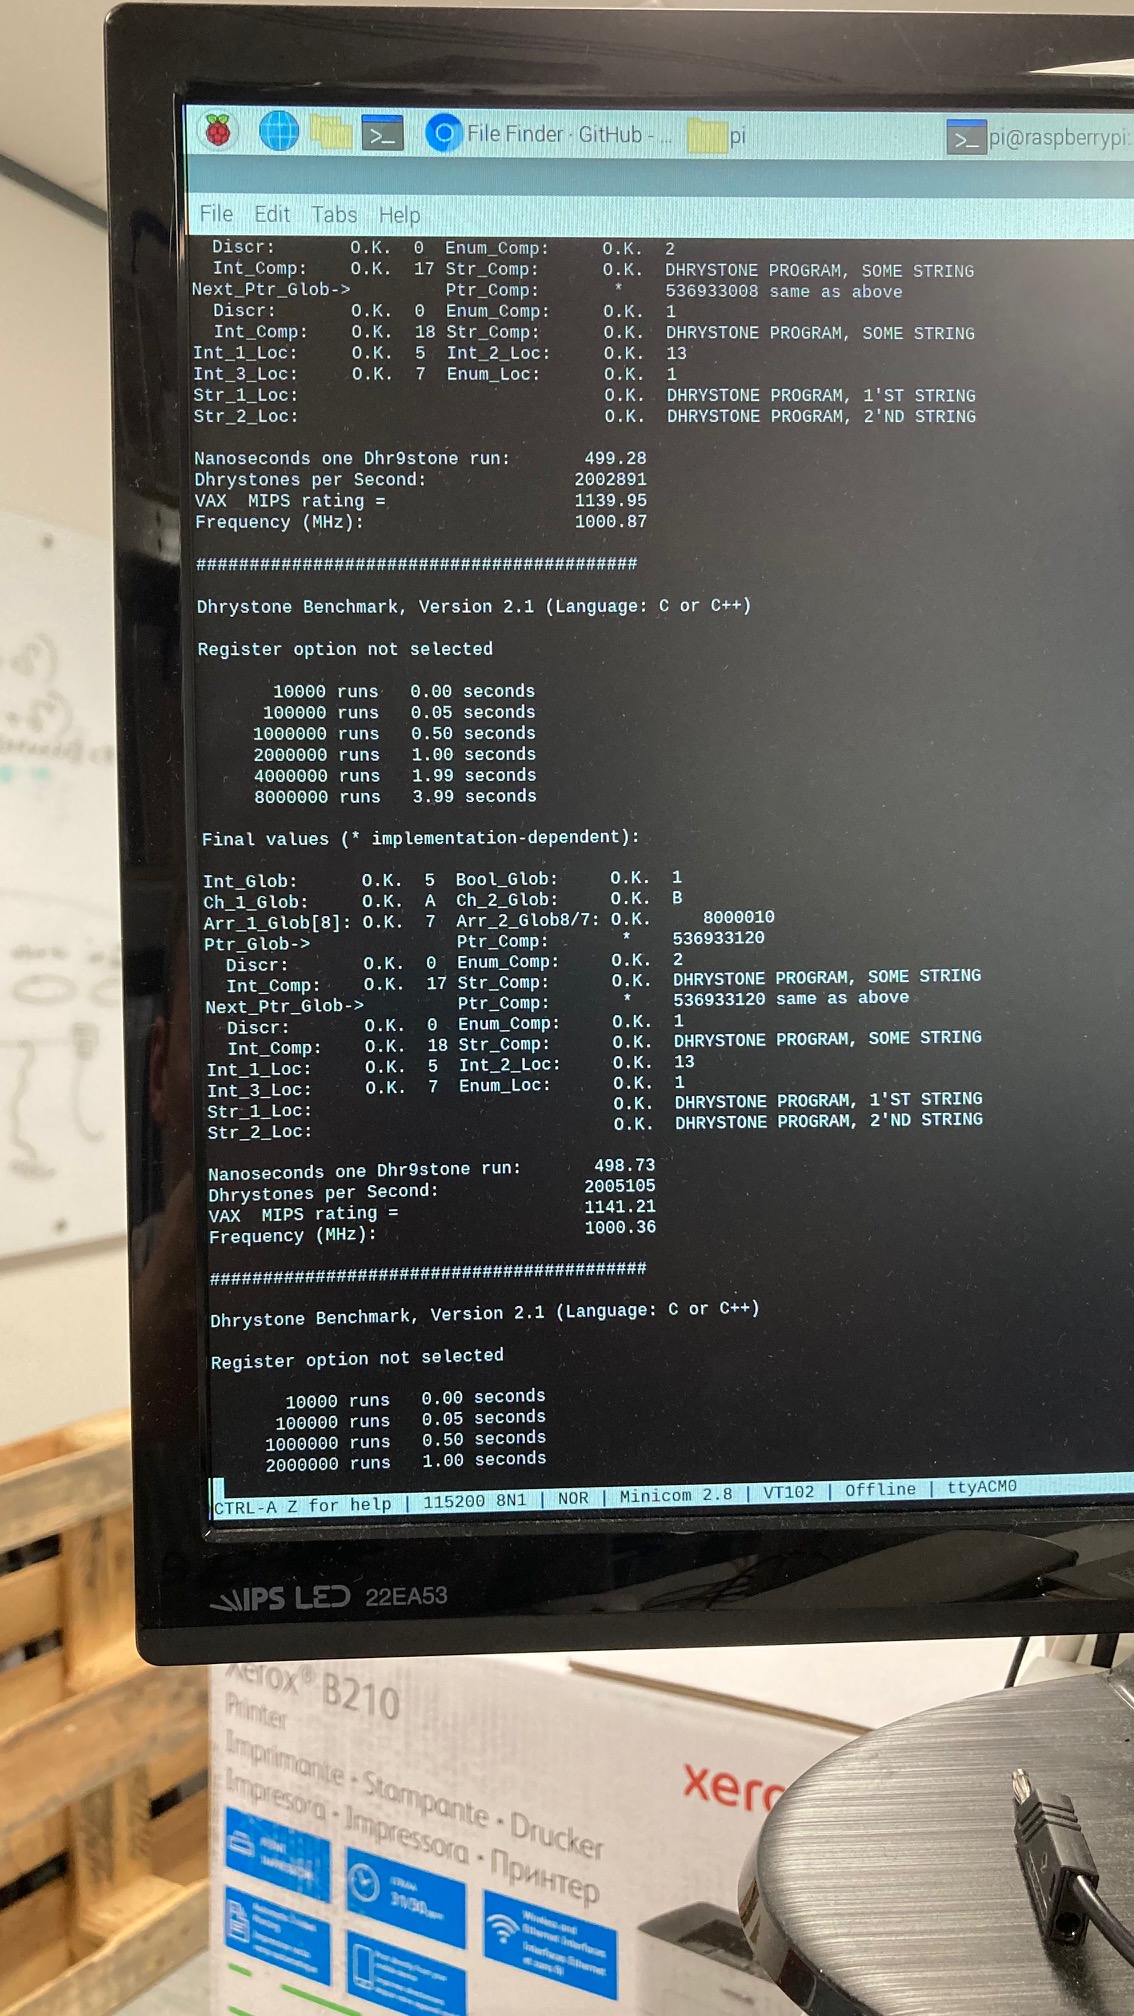 File Finder · GitHub - ... pi pi@raspberrypi:
File Edit Tabs Help
Discr: O.K. 0 Enum_Comp: O.K. 2
Int_Comp: O.K. 17 Str_Comp: O.K. DHRYSTONE PROGRAM, SOME STRING
Next_Ptr_Glob-> Ptr_Comp: * 536933008 same as above
Discr: O.K. 0 Enum_Comp: O.K. 1
Int_Comp: O.K. 18 Str_Comp: O.K. DHRYSTONE PROGRAM, SOME STRING
Int_1_Loc: O.K. 5 Int_2_Loc: O.K. 13
Int_3_Loc: O.K. 7 Enum_Loc: O.K. 1
Str_1_Loc: O.K. DHRYSTONE PROGRAM, 1'ST STRING
Str_2_Loc: O.K. DHRYSTONE PROGRAM, 2'ND STRING
Nanoseconds one Dhr9stone run: 499.28
Dhrystones per Second: 2002891
VAX MIPS rating = 1139.95
Frequency (MHz): 1000.87
##########################################
Dhrystone Benchmark, Version 2.1 (Language: C or C++)
Register option not selected
10000 runs 0.00 seconds
100000 runs 0.05 seconds
1000000 runs 0.50 seconds
2000000 runs 1.00 seconds
4000000 runs 1.99 seconds
8000000 runs 3.99 seconds
Final values (* implementation-dependent):
Int_Glob: O.K. 5 Bool_Glob: O.K. 1
Ch_1_Glob: O.K. A Ch_2_Glob: O.K. B
Arr_1_Glob[8]: O.K. 7 Arr_2_Glob8/7: O.K. 8000010
Ptr_Glob-> Ptr_Comp: * 536933120
Discr: O.K. 0 Enum_Comp: O.K. 2
Int_Comp: O.K. 17 Str_Comp: O.K. DHRYSTONE PROGRAM, SOME STRING
Next_Ptr_Glob-> Ptr_Comp: * 536933120 same as above
Discr: O.K. 0 Enum_Comp: O.K. 1
Int_Comp: O.K. 18 Str_Comp: O.K. DHRYSTONE PROGRAM, SOME STRING
Int_1_Loc: O.K. 5 Int_2_Loc: O.K. 13
Int_3_Loc: O.K. 7 Enum_Loc: O.K. 1
Str_1_Loc: O.K. DHRYSTONE PROGRAM, 1'ST STRING
Str_2_Loc: O.K. DHRYSTONE PROGRAM, 2'ND STRING
Nanoseconds one Dhr9stone run: 498.73
Dhrystones per Second: 2005105
VAX MIPS rating = 1141.21
Frequency (MHz): 1000.36
##########################################
Dhrystone Benchmark, Version 2.1 (Language: C or C++)
Register option not selected
10000 runs 0.00 seconds
100000 runs 0.05 seconds
1000000 runs 0.50 seconds
2000000 runs 1.00 seconds
CTRL-A Z for help | 115200 8N1 | NOR | Minicom 2.8 | VT102 | Offline | ttyACM0
IPS LED 22EA53
xerox® B210
Printer
Imprimante · Stampante · Drucker
Impresora · Impressora · Принтер
xero
Wireless and
Ethernet Interfaces